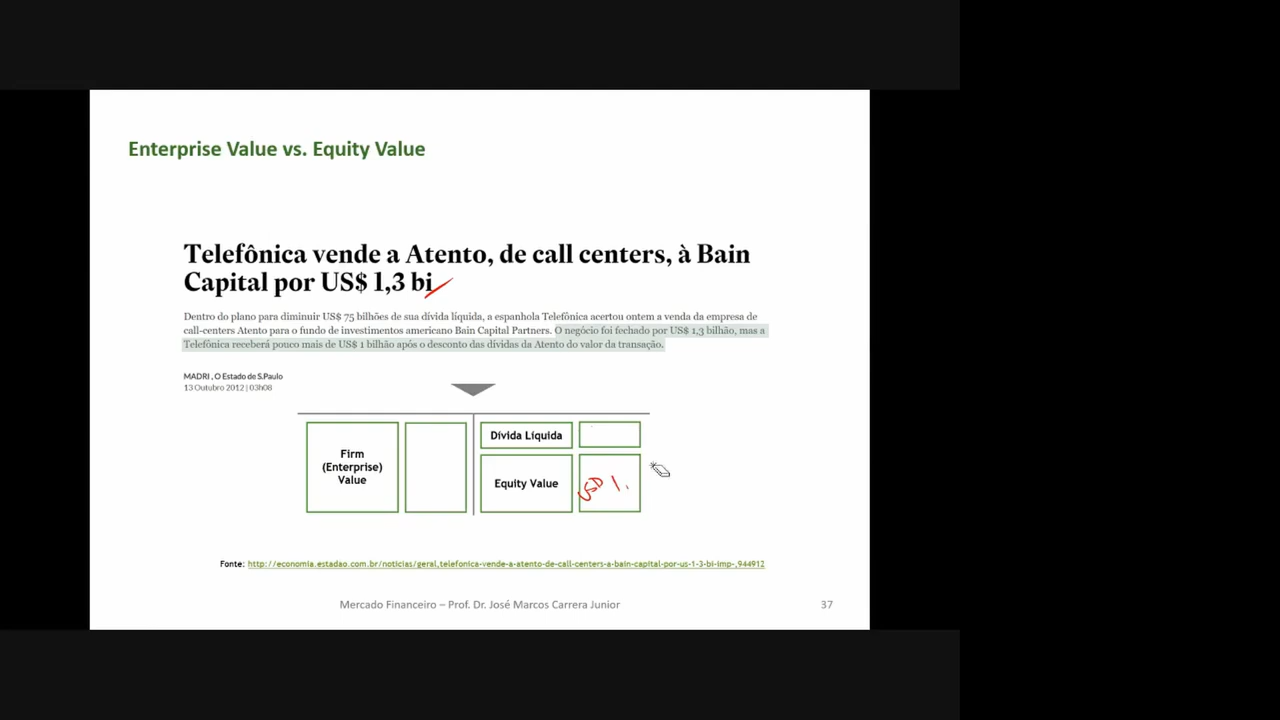 Enterprise Value vs. Equity Value
Telefônica vende a Atento, de call centers, à Bain
Capital por US$ 1,3 bi
Dentro do plano para diminuir US$ 75 bilhões de sua dívida líquida, a espanhola Telefônica acertou ontem a venda da empresa de
call-centers Atento para o fundo de investimentos americano Bain Capital Partners. O negócio foi fechado por US$ 1,3 bilhão, mas a
Telefônica receberá pouco mais de US$ 1 bilhão após o desconto das dívidas da Atento do valor da transação.
MADRI , O Estado de S.Paulo
13 Outubro 2012 | 03h08
Firm
(Enterprise)
Value
Dívida Líquida
Equity Value
USD 1.
Fonte: http://economia.estadao.com.br/noticias/geral,telefonica-vende-a-atento-de-call-centers-a-bain-capital-por-us-1-3-bi-imp-,944912
Mercado Financeiro – Prof. Dr. José Marcos Carrera Junior
37